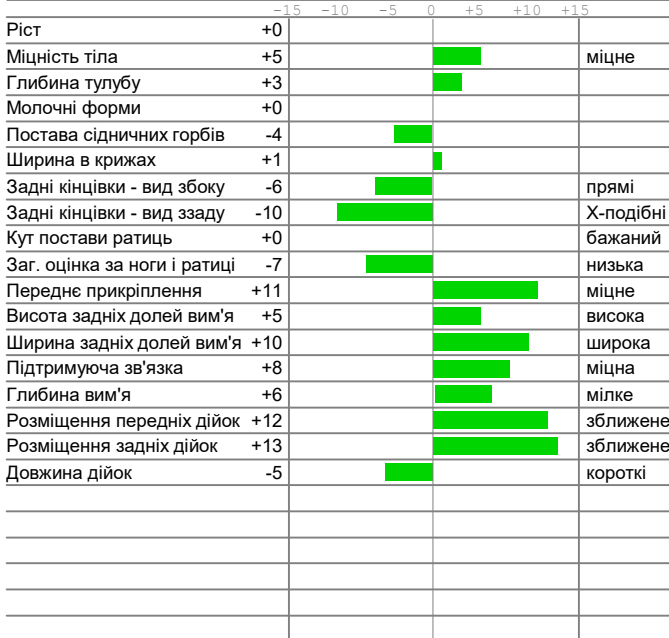 -15 -10 -5 0 +5 +10 +15
Ріст +0
Міцність тіла +5 міцне
Глибина тулубу +3
Молочні форми +0
Постава сідничних горбів -4
Ширина в крижах +1
Задні кінцівки - вид збоку -6 прямі
Задні кінцівки - вид ззаду -10 Х-подібні
Кут постави ратиць +0 бажаний
Заг. оцінка за ноги і ратиці -7 низька
Переднє прикріплення +11 міцне
Висота задніх долей вим'я +5 висока
Ширина задніх долей вим'я +10 широка
Підтримуюча зв'язка +8 міцна
Глибина вим'я +6 мілке
Розміщення передніх дійок +12 зближене
Розміщення задніх дійок +13 зближене
Довжина дійок -5 короткі